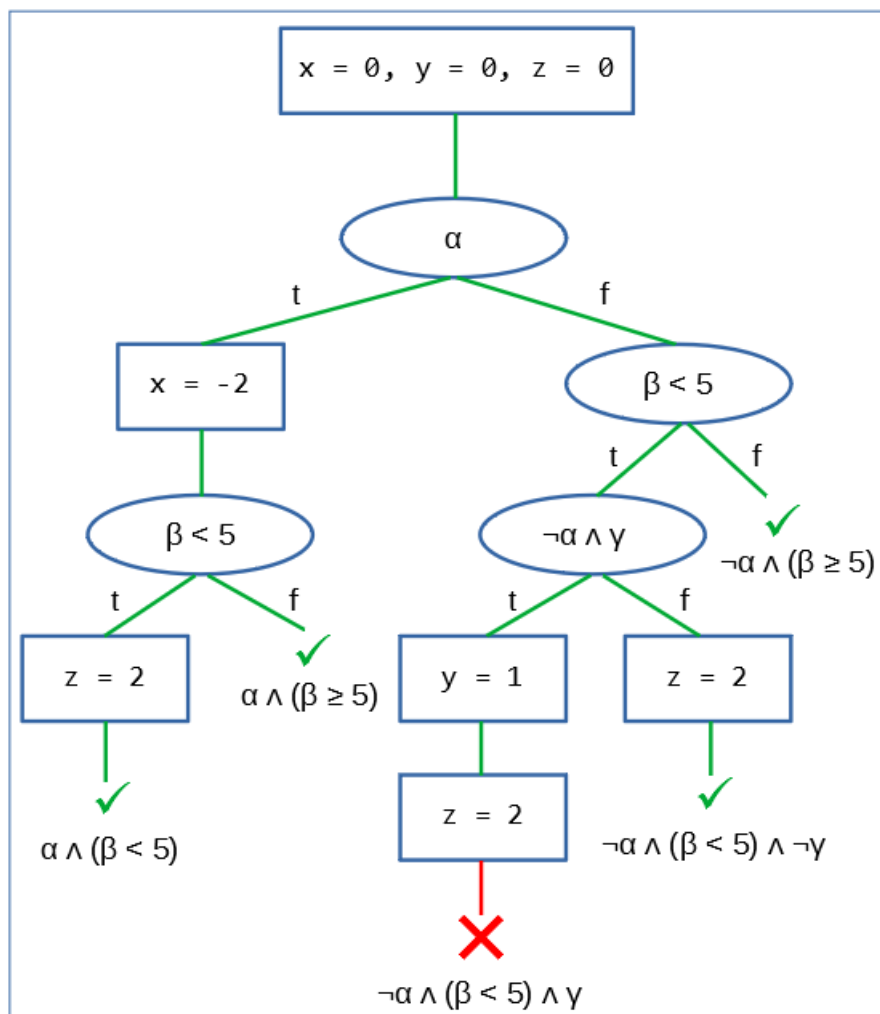 x = 0, y = 0, z = 0
α
t
f
x = -2
β < 5
t
f
β < 5
¬α ∧ γ
¬α ∧ (β ≥ 5)
t
f
t
f
z = 2
α ∧ (β ≥ 5)
y = 1
z = 2
α ∧ (β < 5)
z = 2
¬α ∧ (β < 5) ∧ ¬γ
¬α ∧ (β < 5) ∧ γ